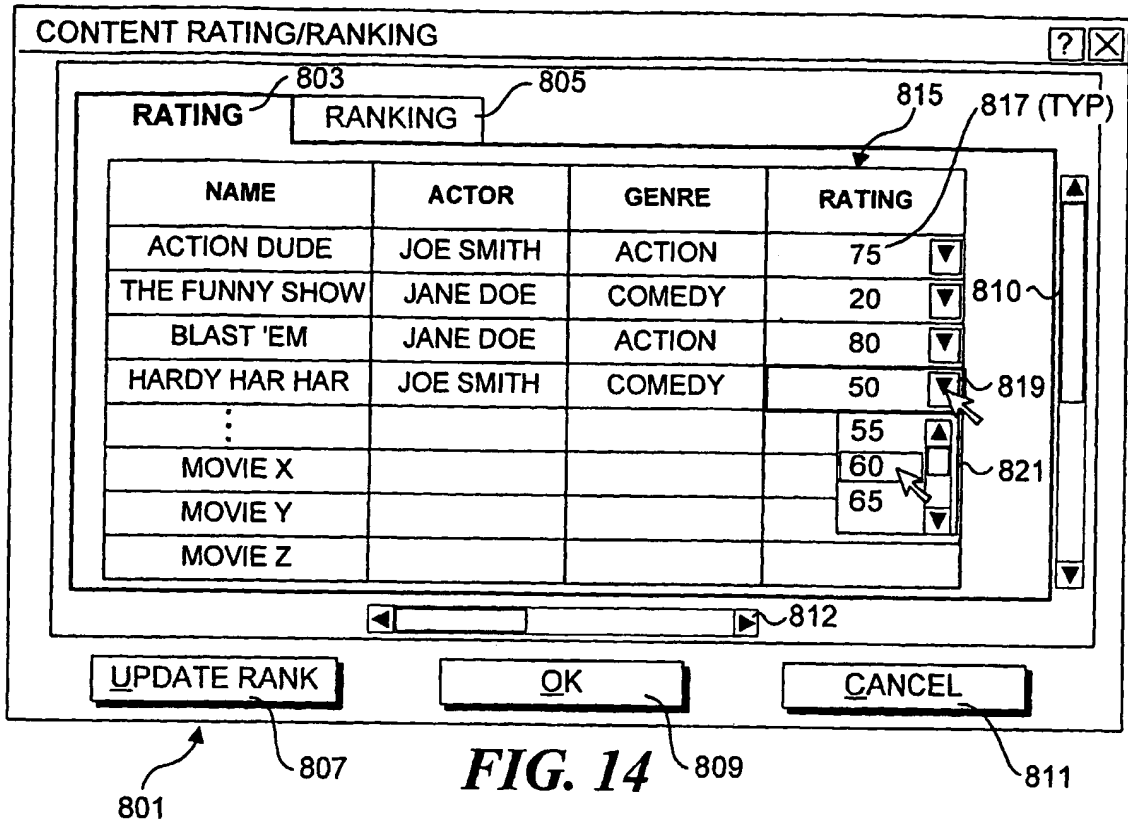 CONTENT RATING/RANKING ? X
803 805 815 817 (TYP)
RATING RANKING
NAME ACTOR GENRE RATING
ACTION DUDE JOE SMITH ACTION 75
THE FUNNY SHOW JANE DOE COMEDY 20 810
BLAST 'EM JANE DOE ACTION 80
HARDY HAR HAR JOE SMITH COMEDY 50 819
55
MOVIE X 60 821
MOVIE Y 65
MOVIE Z
812
UPDATE RANK OK CANCEL
801 807 FIG. 14 809 811